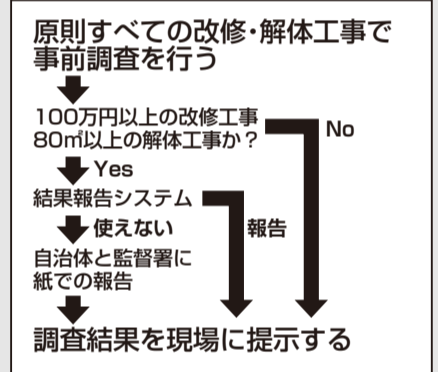 原則すべての改修・解体工事で
事前調査を行う
100万円以上の改修工事
80㎡以上の解体工事か？
No
Yes
結果報告システム
使えない
報告
自治体と監督署に
紙での報告
調査結果を現場に提示する